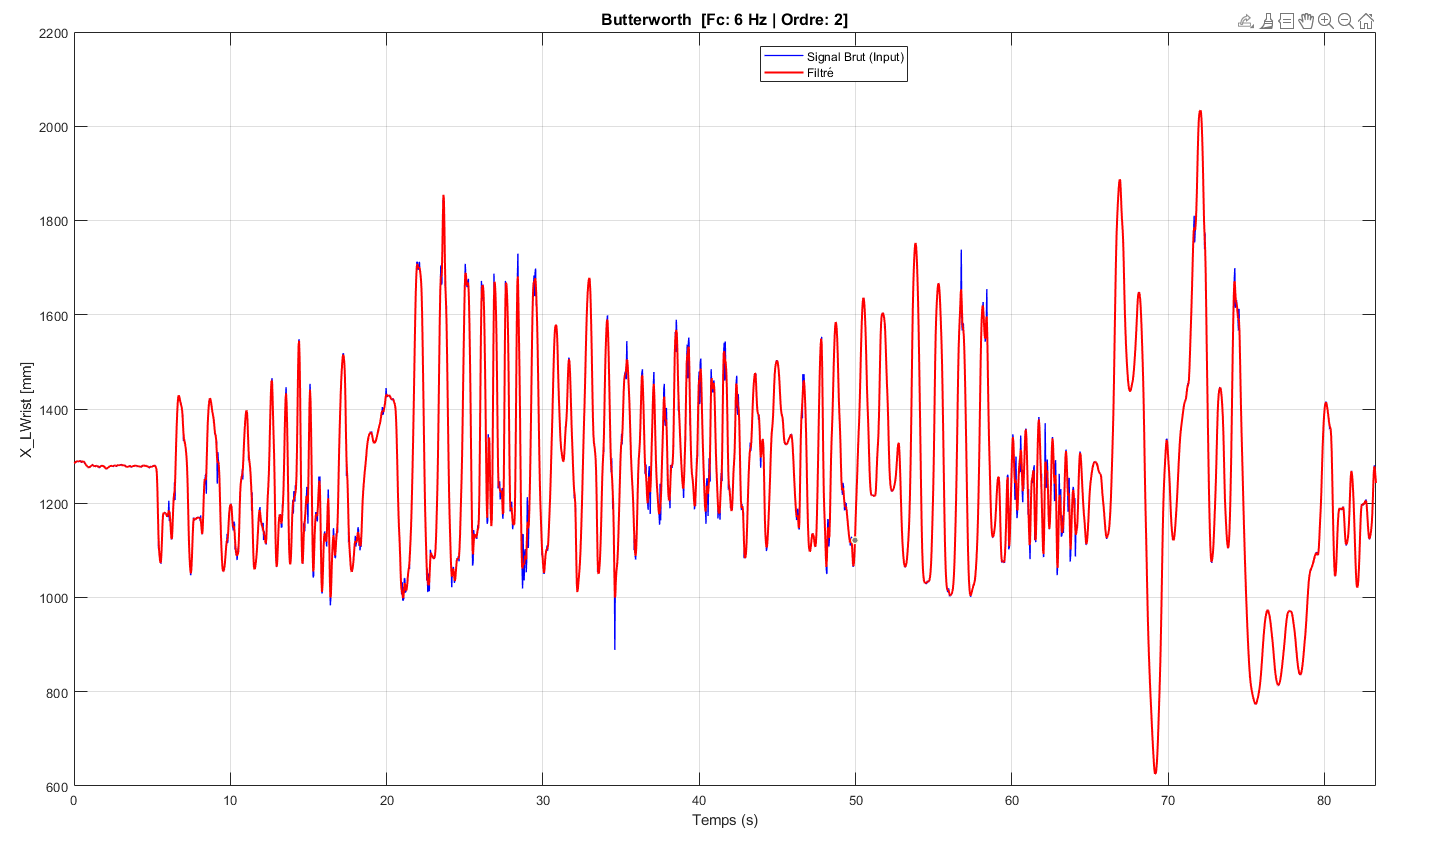 Butterworth  [Fc: 6 Hz | Ordre: 2]
Signal Brut (Input)
Filtré
2200
2000
1800
1600
1400
1200
1000
800
600
X_LWrist [mm]
0 10 20 30 40 50 60 70 80
Temps (s)